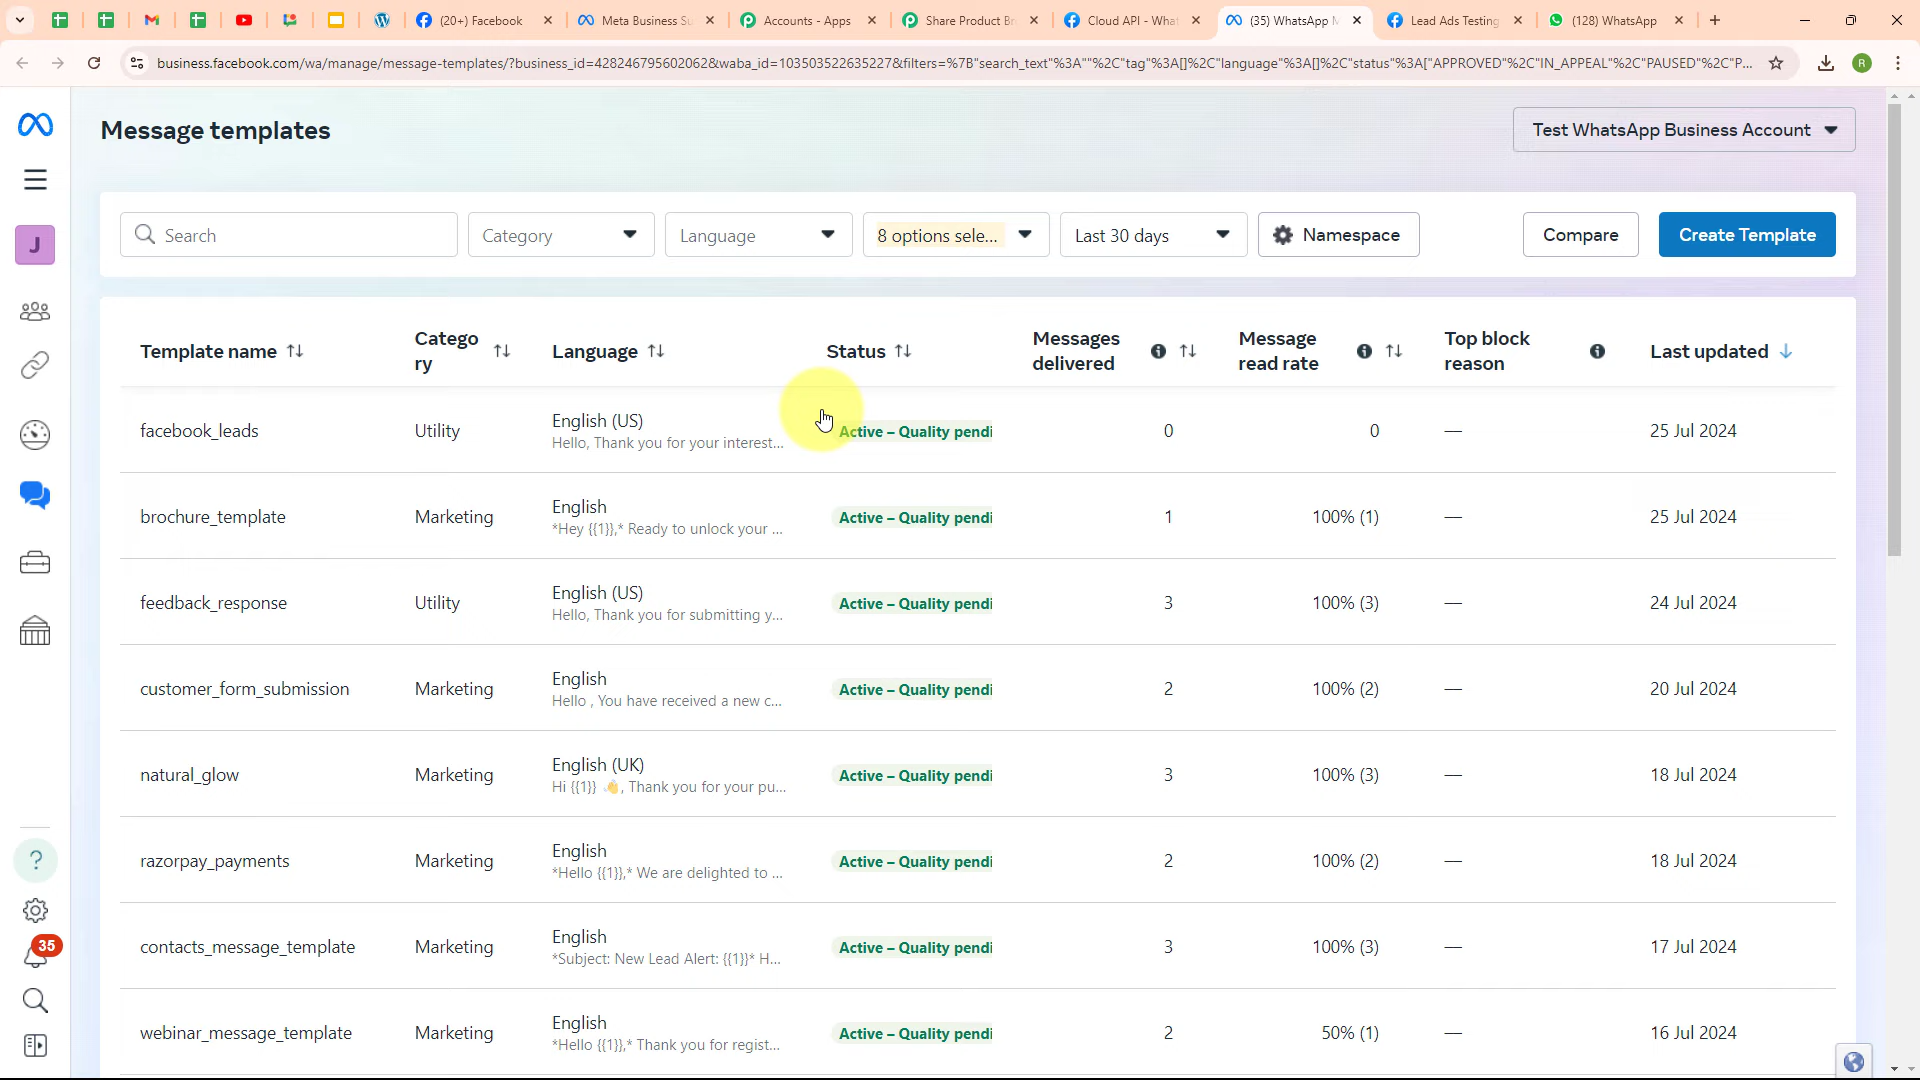 (20+) Facebook
Meta Business Su
Accounts - Apps
Share Product Br
Cloud API - What
(35) WhatsApp M
Lead Ads Testing
(128) WhatsApp
business.facebook.com/wa/manage/message-templates/?business_id=428246795602062&waba_id=103503522635227&filters=%7B"search_text"%3A""%2C"tag"%3A[]%2C"language"%3A[]%2C"status"%3A["APPROVED"%2C"IN_APPEAL"%2C"PAUSED"%2C"P...
R
Message templates
Test WhatsApp Business Account
J
Search
Category
Language
8 options sele...
Last 30 days
Namespace
Compare
Create Template
Template name
Catego
ry
Language
Status
Messages
delivered
Message
read rate
Top block
reason
Last updated
facebook_leads
Utility
English (US)
Hello, Thank you for your interest...
Active – Quality pendi
0
0
—
25 Jul 2024
brochure_template
Marketing
English
*Hey {{1}},* Ready to unlock your ...
Active – Quality pendi
1
100% (1)
—
25 Jul 2024
feedback_response
Utility
English (US)
Hello, Thank you for submitting y...
Active – Quality pendi
3
100% (3)
—
24 Jul 2024
customer_form_submission
Marketing
English
Hello , You have received a new c...
Active – Quality pendi
2
100% (2)
—
20 Jul 2024
natural_glow
Marketing
English (UK)
Hi {{1}} 👋, Thank you for your pu...
Active – Quality pendi
3
100% (3)
—
18 Jul 2024
razorpay_payments
Marketing
English
*Hello {{1}},* We are delighted to ...
Active – Quality pendi
2
100% (2)
—
18 Jul 2024
contacts_message_template
Marketing
English
*Subject: New Lead Alert: {{1}}* H...
Active – Quality pendi
3
100% (3)
—
17 Jul 2024
webinar_message_template
Marketing
English
*Hello {{1}},* Thank you for regist...
Active – Quality pendi
2
50% (1)
—
16 Jul 2024
?
35